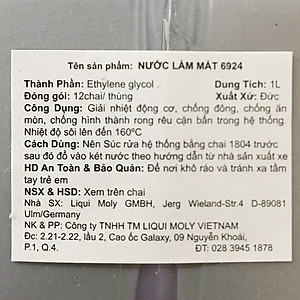 Tên sản phẩm: NƯỚC LÀM MÁT 6924
Thành Phần: Ethylene glycol . Dung Tích: 1L
Đóng gói: 12chai/ thùng Xuất Xứ: Đức
Công Dụng: Giải nhiệt động cơ, chống đông, chống ăn
mòn, chống hình thành rong rêu cặn bẩn trong hệ thống.
Nhiệt độ sôi lên đến 160ºC
Cách Dùng: Nên Súc rửa hệ thống bằng chai 1804 trước
sau đó đổ vào két nước theo hướng dẫn từ nhà sản xuất xe
HD An Toàn & Bảo Quản: Để nơi khô ráo và tránh xa tầm
tay trẻ em
NSX & HSD: Xem trên chai
Nhà SX: Liqui Moly GMBH, Jerg Wieland-Str.4 D-89081
Ulm/Germany
NK & PP: Công ty TNHH TM LIQUI MOLY VIETNAM
Đc: 2.21-2.22, lầu 2, Cao ốc Galaxy, 09 Nguyễn Khoái,
P.1, Q.4. ĐT: 028 3945 1878